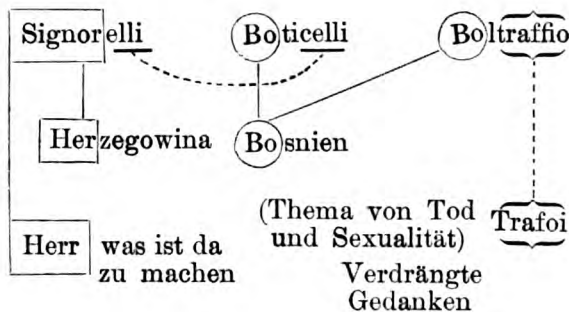 Signorelli Boticelli Boltraffio
Herzegowina Bosnien
(Thema von Tod Trafoi
und Sexualität)
Herr was ist da
zu machen
Verdrängte
Gedanken